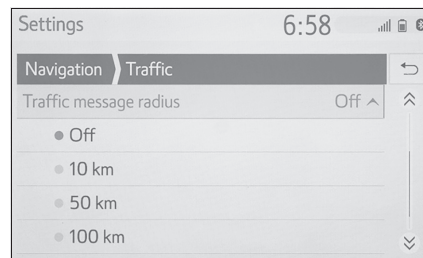 Settings 6:58
Navigation Traffic
Traffic message radius Off
Off
10 km
50 km
100 km